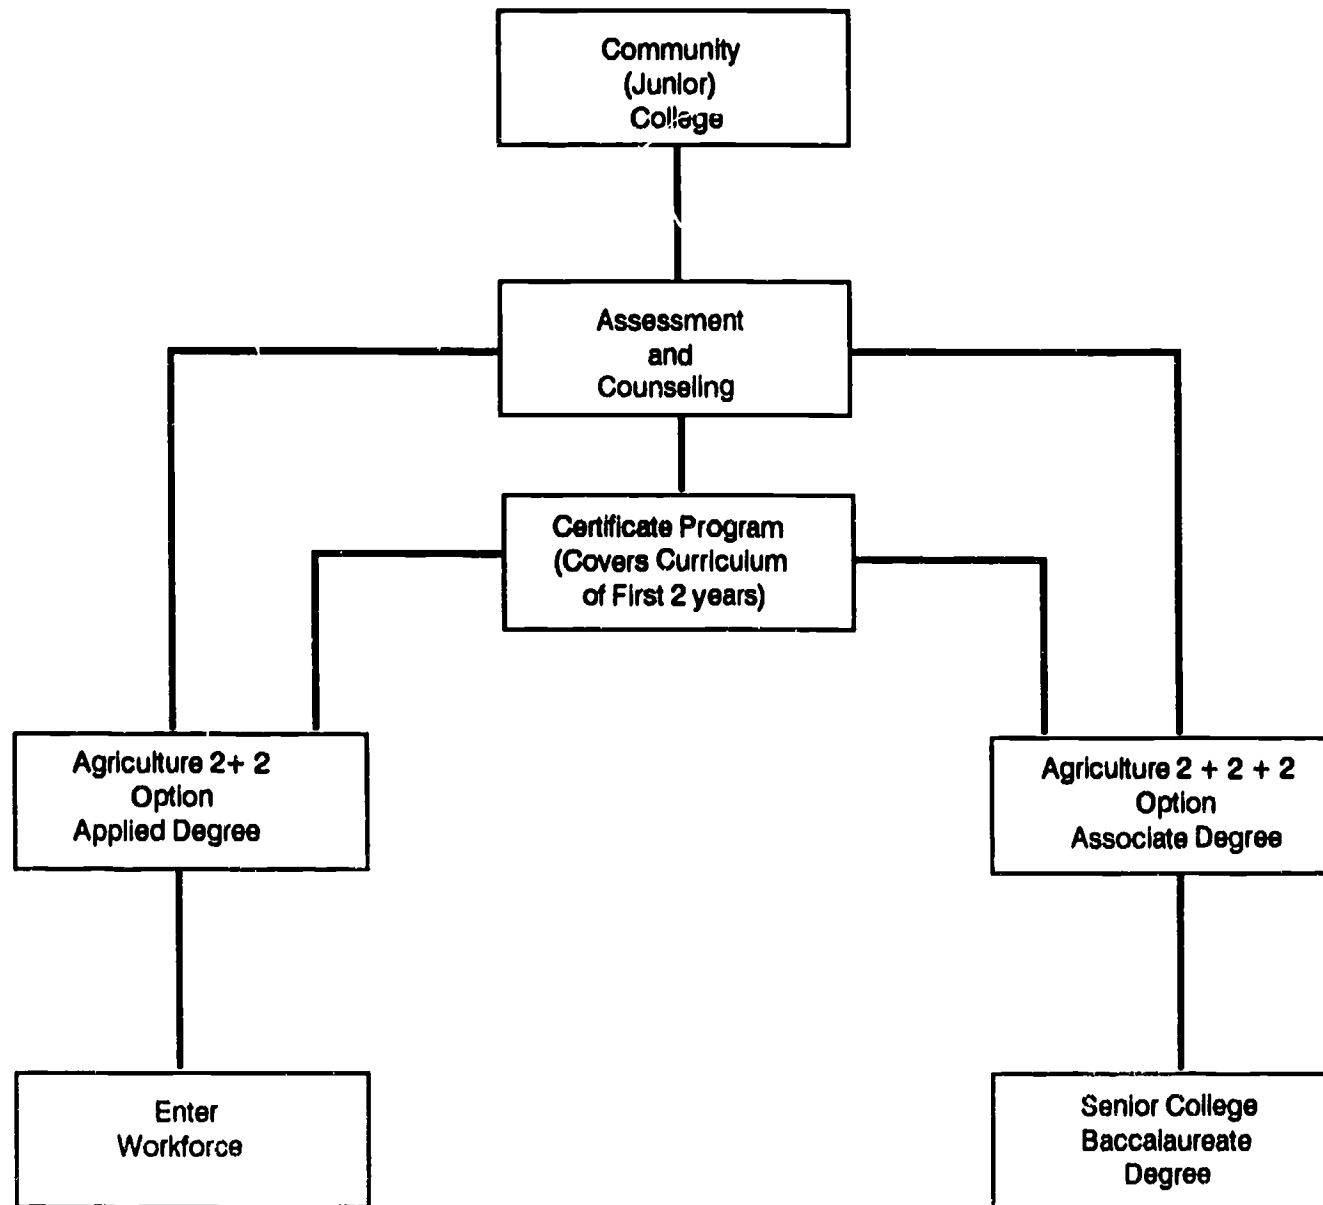 Community
(Junior)
College
Assessment
and
Counseling
Certificate Program
(Covers Curriculum
of First 2 years)
Agriculture 2+ 2
Option
Applied Degree
Agriculture 2 + 2 + 2
Option
Associate Degree
Enter
Workforce
Senior College
Baccalaureate
Degree